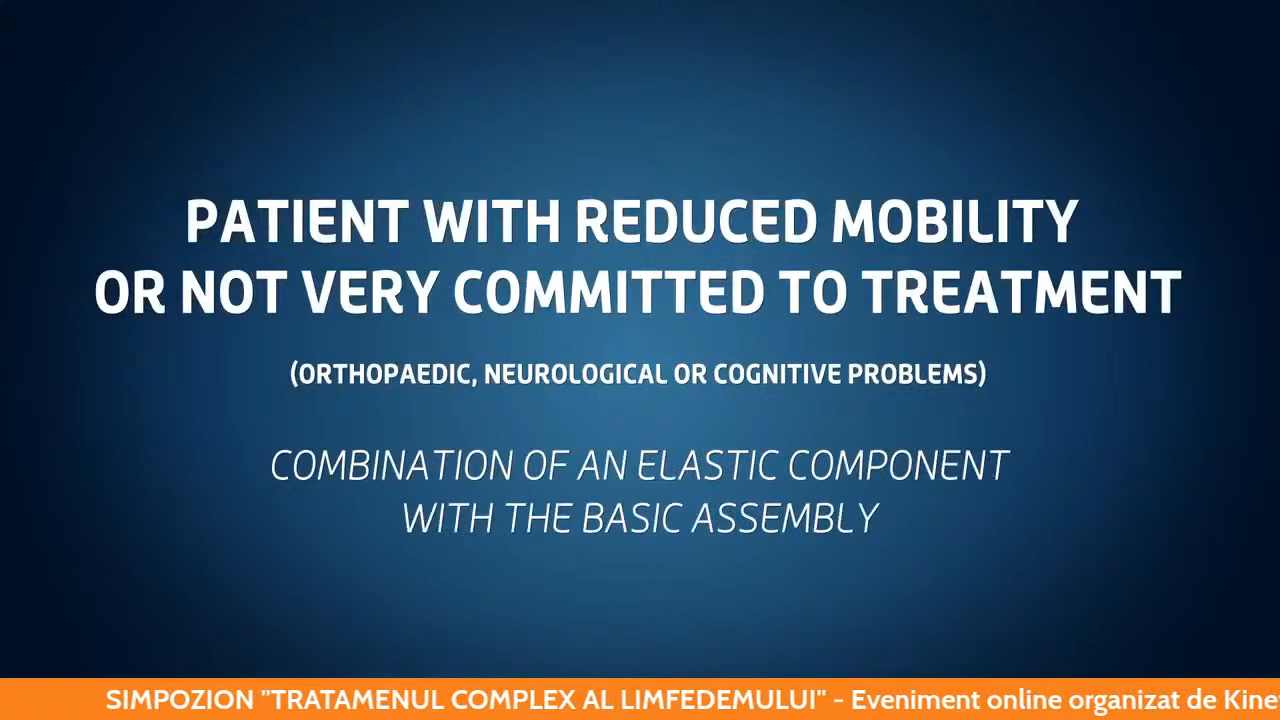 PATIENT WITH REDUCED MOBILITY
OR NOT VERY COMMITTED TO TREATMENT
(ORTHOPAEDIC, NEUROLOGICAL OR COGNITIVE PROBLEMS)
COMBINATION OF AN ELASTIC COMPONENT
WITH THE BASIC ASSEMBLY
SIMPOZION "TRATAMENUL COMPLEX AL LIMFEDEMULUI" - Eveniment online organizat de Kine